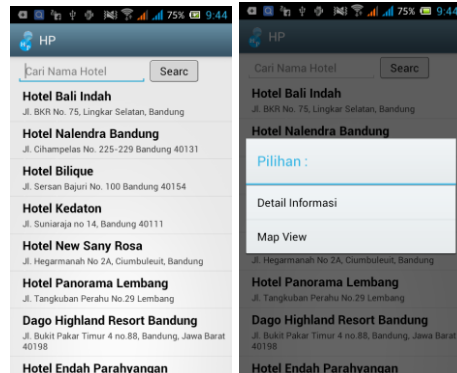 75% 9:44
HP
Cari Nama Hotel Searc
Hotel Bali Indah
Jl. BKR No. 75, Lingkar Selatan, Bandung
Hotel Nalendra Bandung
Jl. Cihampelas No. 225-229 Bandung 40131
Hotel Bilique
Jl. Sersan Bajuri No. 100 Bandung 40154
Hotel Kedaton
Jl. Suniaraja no 14, Bandung 40111
Hotel New Sany Rosa
Jl. Hegarmanah No 2A, Ciumbuleuit, Bandung
Hotel Panorama Lembang
Jl. Tangkuban Perahu No.29 Lembang
Dago Highland Resort Bandung
Jl. Bukit Pakar Timur 4 no.88, Bandung, Jawa Barat
40198
Hotel Endah Parahyangan
75% 9:44
HP
Cari Nama Hotel Searc
Hotel Bali Indah
Jl. BKR No. 75, Lingkar Selatan, Bandung
Hotel Nalendra Bandung
Pilihan :
Detail Informasi
Map View
Jl. Hegarmanah No 2A, Ciumbuleuit, Bandung
Hotel Panorama Lembang
Jl. Tangkuban Perahu No.29 Lembang
Dago Highland Resort Bandung
Jl. Bukit Pakar Timur 4 no.88, Bandung, Jawa Barat
40198
Hotel Endah Parahyangan